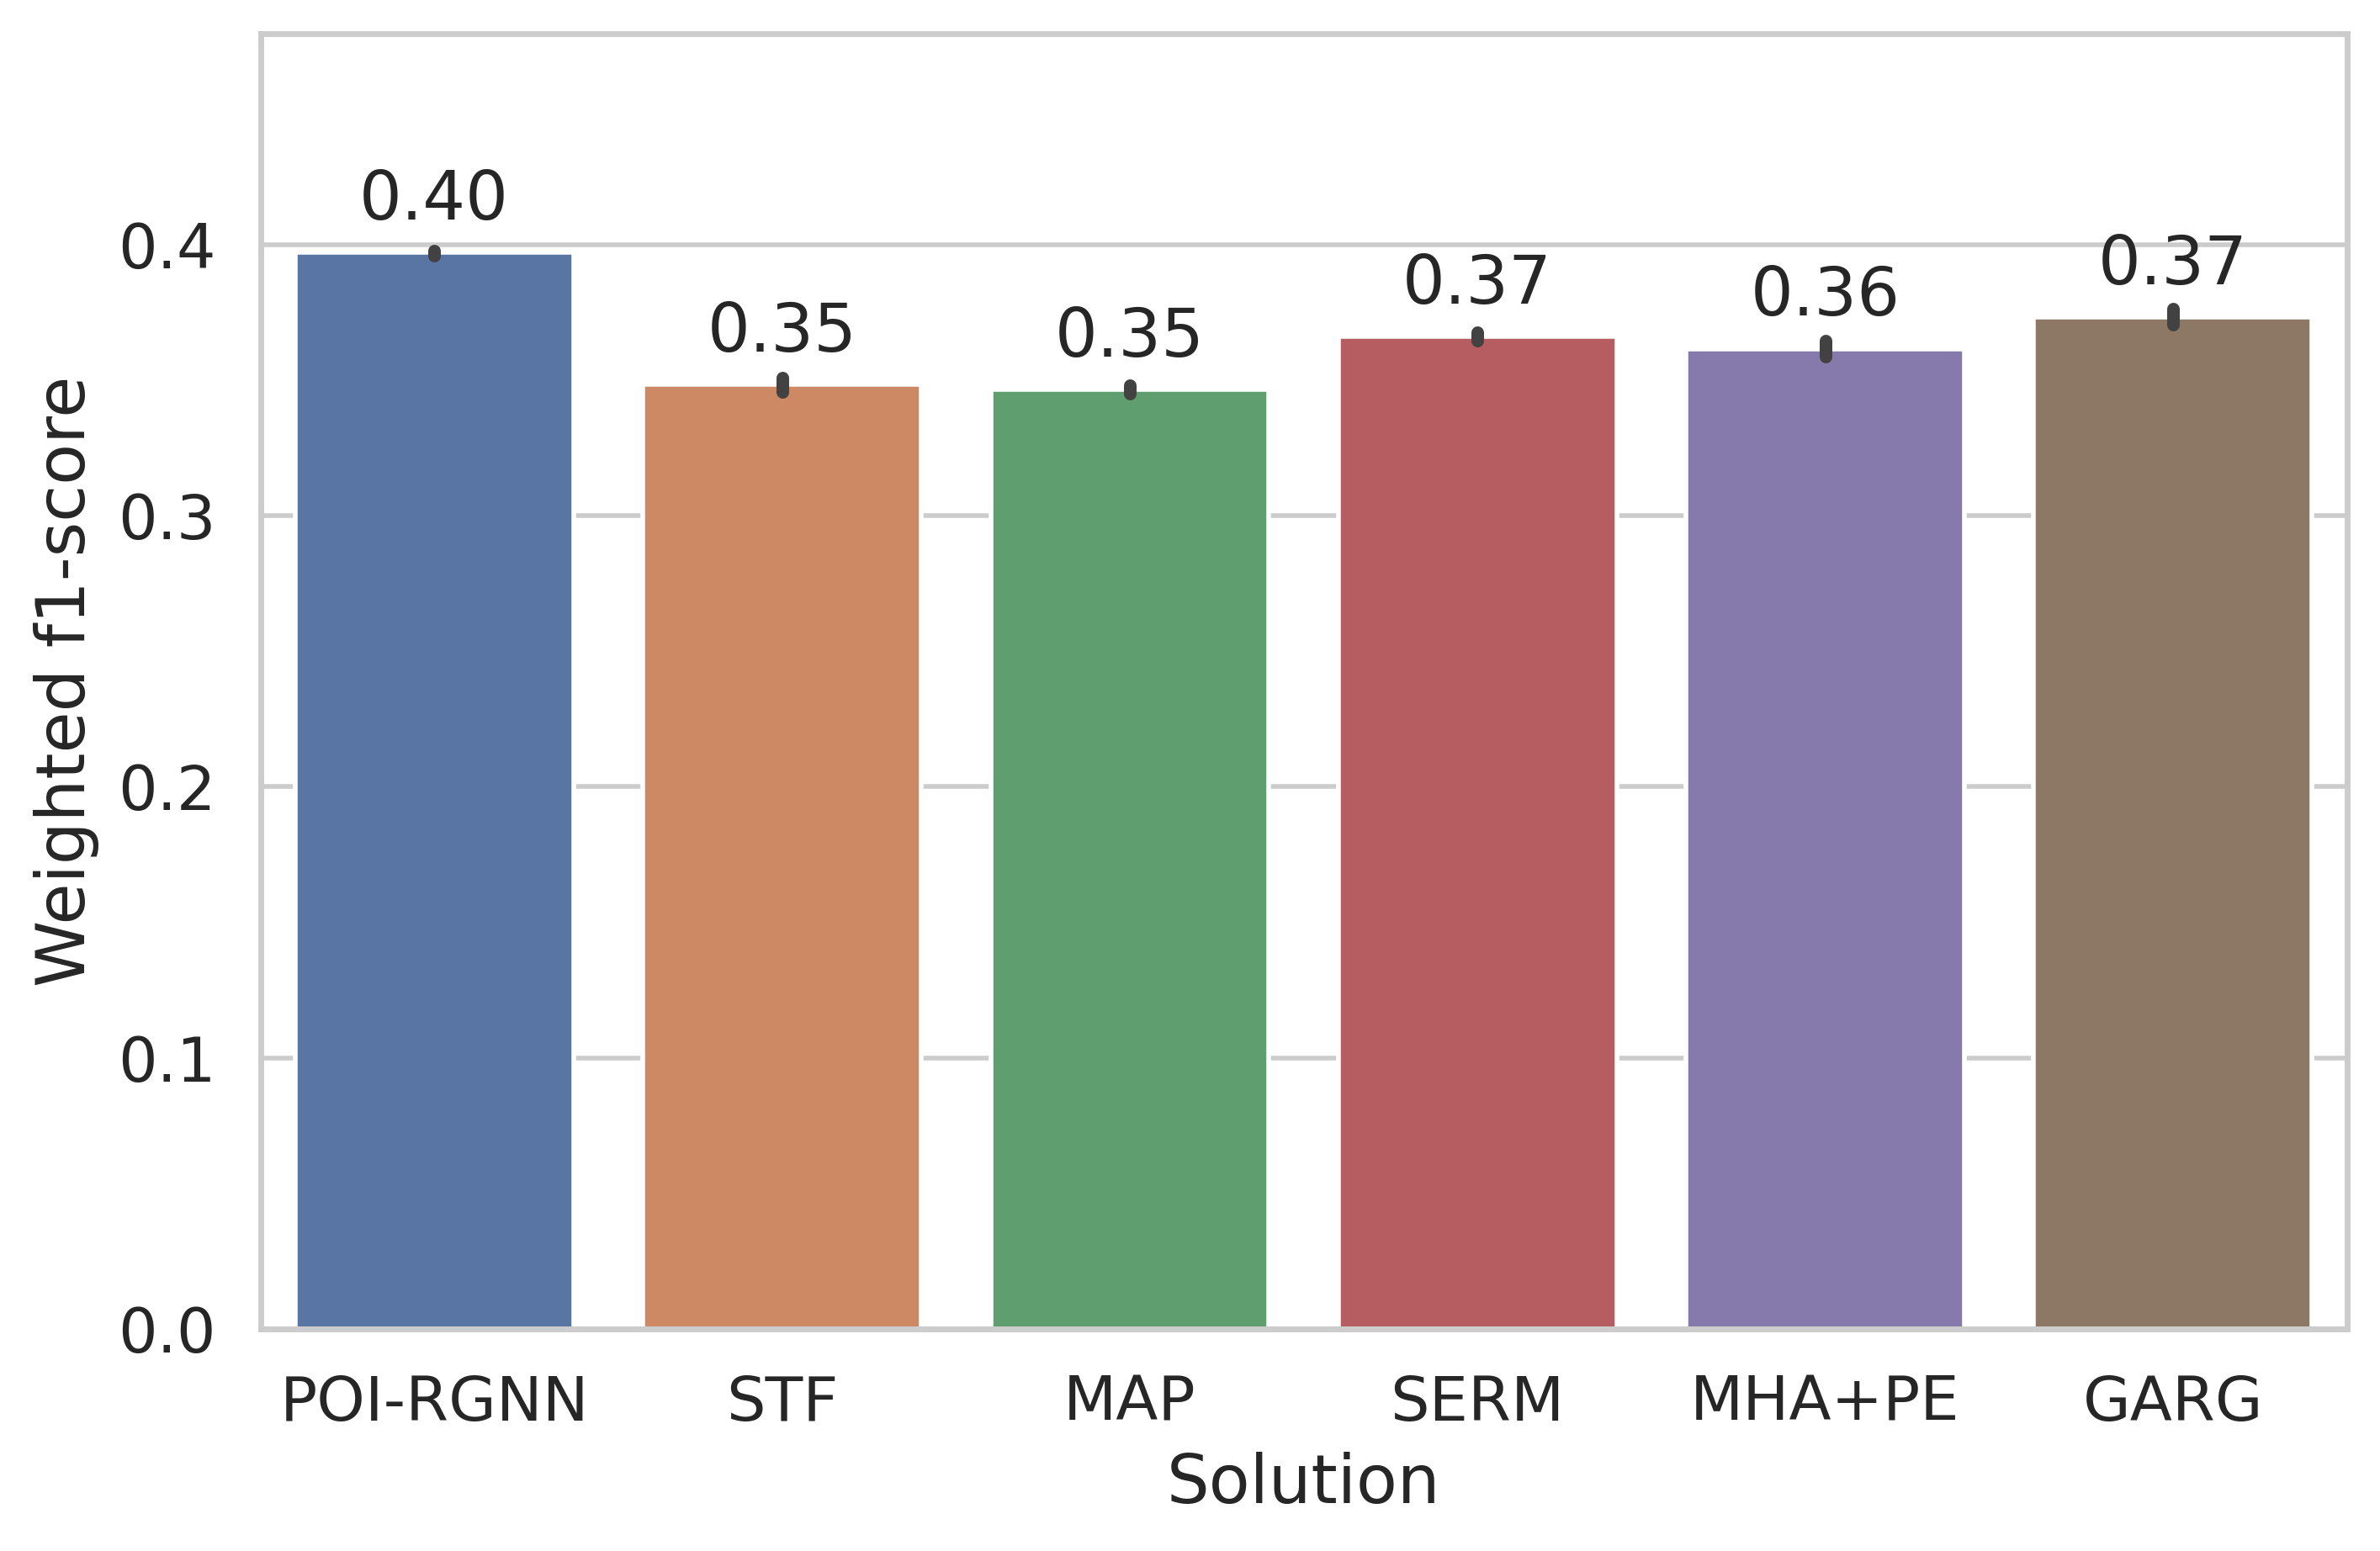 Weighted f1-score
0.4
0.3
0.2
0.1
0.0
0.40
0.35
0.35
0.37
0.36
0.37
POI-RGNN
STF
MAP
SERM
MHA+PE
GARG
Solution